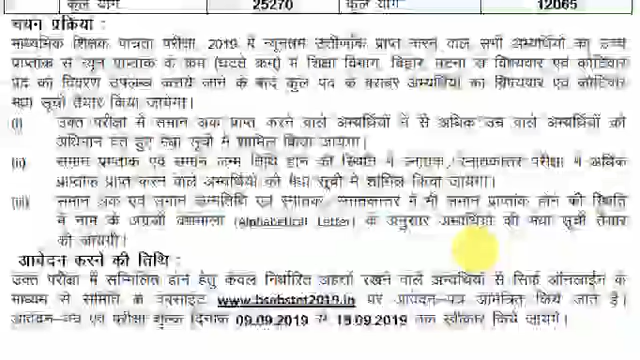 कुल योग 25270 कुल योग 12065
चयन प्रक्रिया :
माध्यमिक शिक्षक पात्रता परीक्षा, 2019 में न्यूनतम उत्तीर्णांक प्राप्त करने वाले सभी अभ्यर्थियों का उच्च
प्राप्तांक से न्यून प्राप्तांक के क्रम (घटते क्रम) में शिक्षा विभाग, बिहार, पटना से विषयवार एवं कोटिवार
पद का विवरण उपलब्ध कराये जाने के बाद कुल पद के बराबर अभ्यर्थियों का विषयवार एवं कोटिवार
मेधा सूची तैयार किया जायेगा।
(i) उक्त परीक्षा में समान अंक प्राप्त करने वाले अभ्यर्थियों में से अधिक उम्र वाले अभ्यर्थियों को
अधिमान देते हुए मेधा सूची में शामिल किया जायगा।
(ii) समान प्राप्तांक एवं समान जन्म तिथि होने की स्थिति में स्नातक / स्नातकोत्तर परीक्षा में अधिक
प्राप्तांक प्राप्त करने वाले अभ्यर्थियों को मेधा सूची में शामिल किया जायेगा।
(iii) समान अंक एवं समान जन्मतिथि एवं स्नातक / स्नातकोत्तर में भी समान प्राप्तांक होने की स्थिति
में नाम के अंग्रेजी वर्णमाला (Alphabetical Letter) के अनुसार अभ्यर्थियों की मेधा सूची तैयार
की जायेगी।
आवेदन करने की तिथि :
उक्त परीक्षा में सम्मिलित होने हेतु केवल निर्धारित अर्हता रखने वाले अभ्यर्थियों से सिर्फ ऑनलाईन के
माध्यम से समिति के वेबसाइट www.bsebstet2019.in पर आवेदन-पत्र आमंत्रित किये जाते है।
आवेदन-पत्र एवं परीक्षा शुल्क दिनांक 09.09.2019 से 18.09.2019 तक स्वीकार किये जायेंगे।